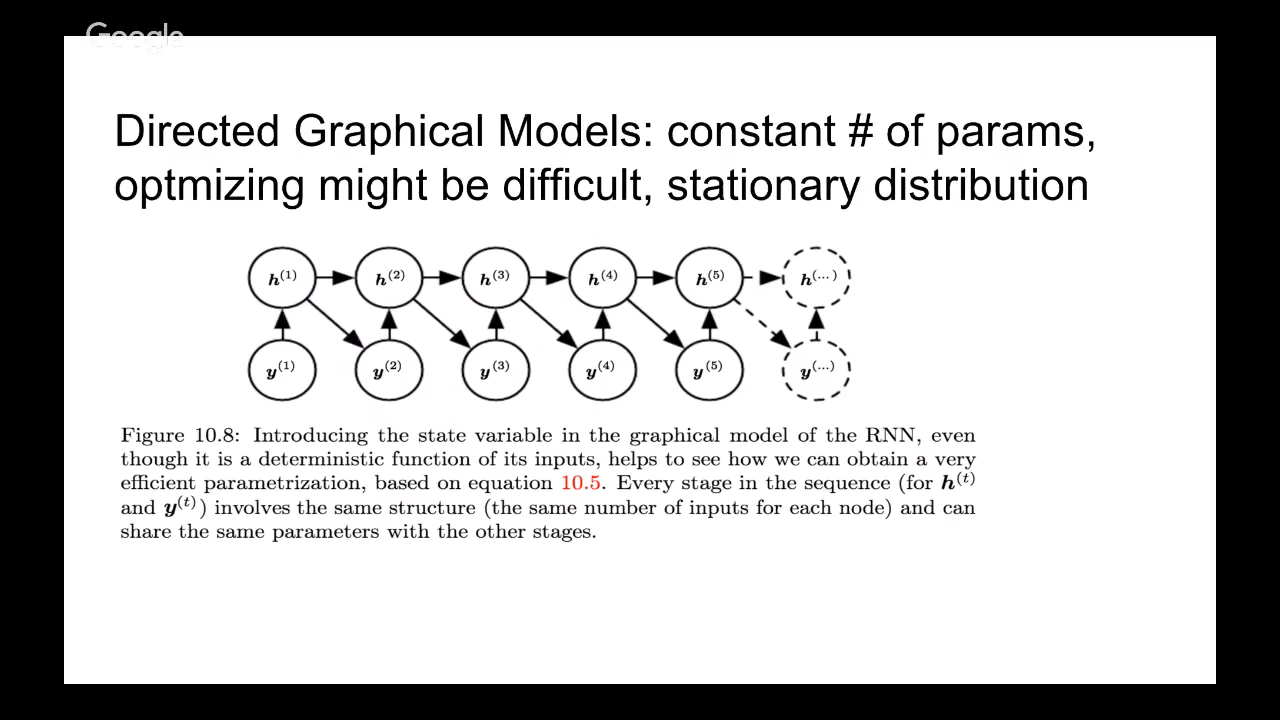 Google
Directed Graphical Models: constant # of params,
optmizing might be difficult, stationary distribution
h(1) h(2) h(3) h(4) h(5) h(...)
y(1) y(2) y(3) y(4) y(5) y(...)
Figure 10.8: Introducing the state variable in the graphical model of the RNN, even
though it is a deterministic function of its inputs, helps to see how we can obtain a very
efficient parametrization, based on equation 10.5. Every stage in the sequence (for h(t)
and y(t)) involves the same structure (the same number of inputs for each node) and can
share the same parameters with the other stages.